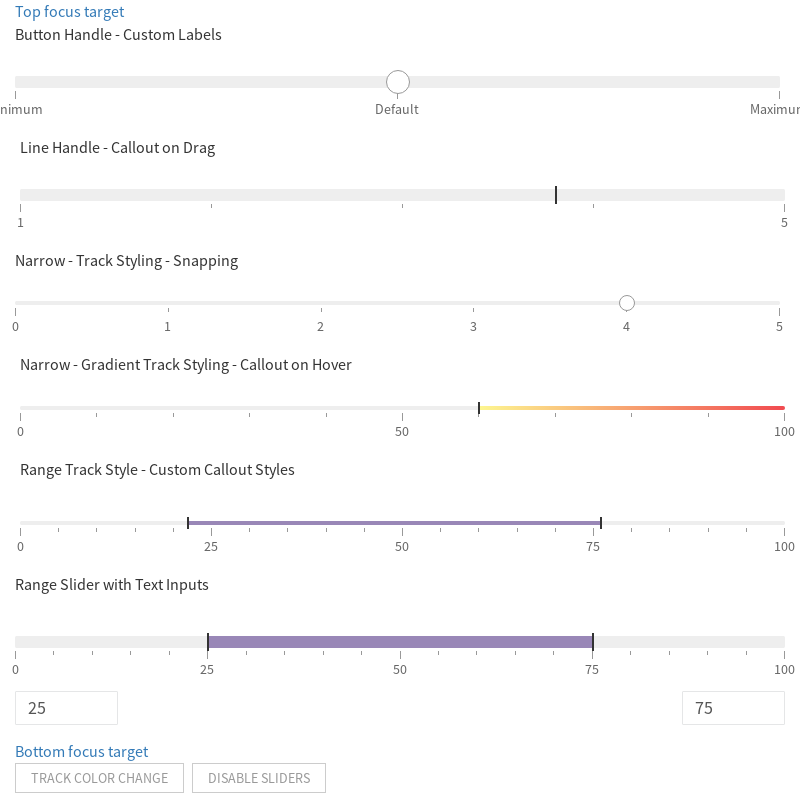 Top focus target
Button Handle - Custom Labels
nimum Default Maximur
Line Handle - Callout on Drag
1 5
Narrow - Track Styling - Snapping
0 1 2 3 4 5
Narrow - Gradient Track Styling - Callout on Hover
0 50 100
Range Track Style - Custom Callout Styles
0 25 50 75 100
Range Slider with Text Inputs
0 25 50 75 100
25 75
Bottom focus target
TRACK COLOR CHANGE DISABLE SLIDERS